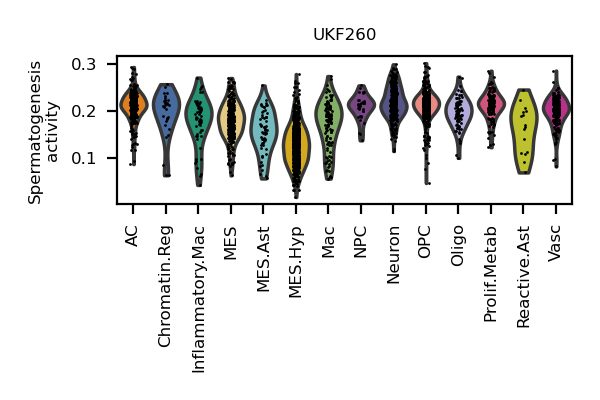 UKF260
Spermatogenesis
activity
0.3
0.2
0.1
AC
Chromatin.Reg
Inflammatory.Mac
MES
MES.Ast
MES.Hyp
Mac
NPC
Neuron
OPC
Oligo
Prolif.Metab
Reactive.Ast
Vasc